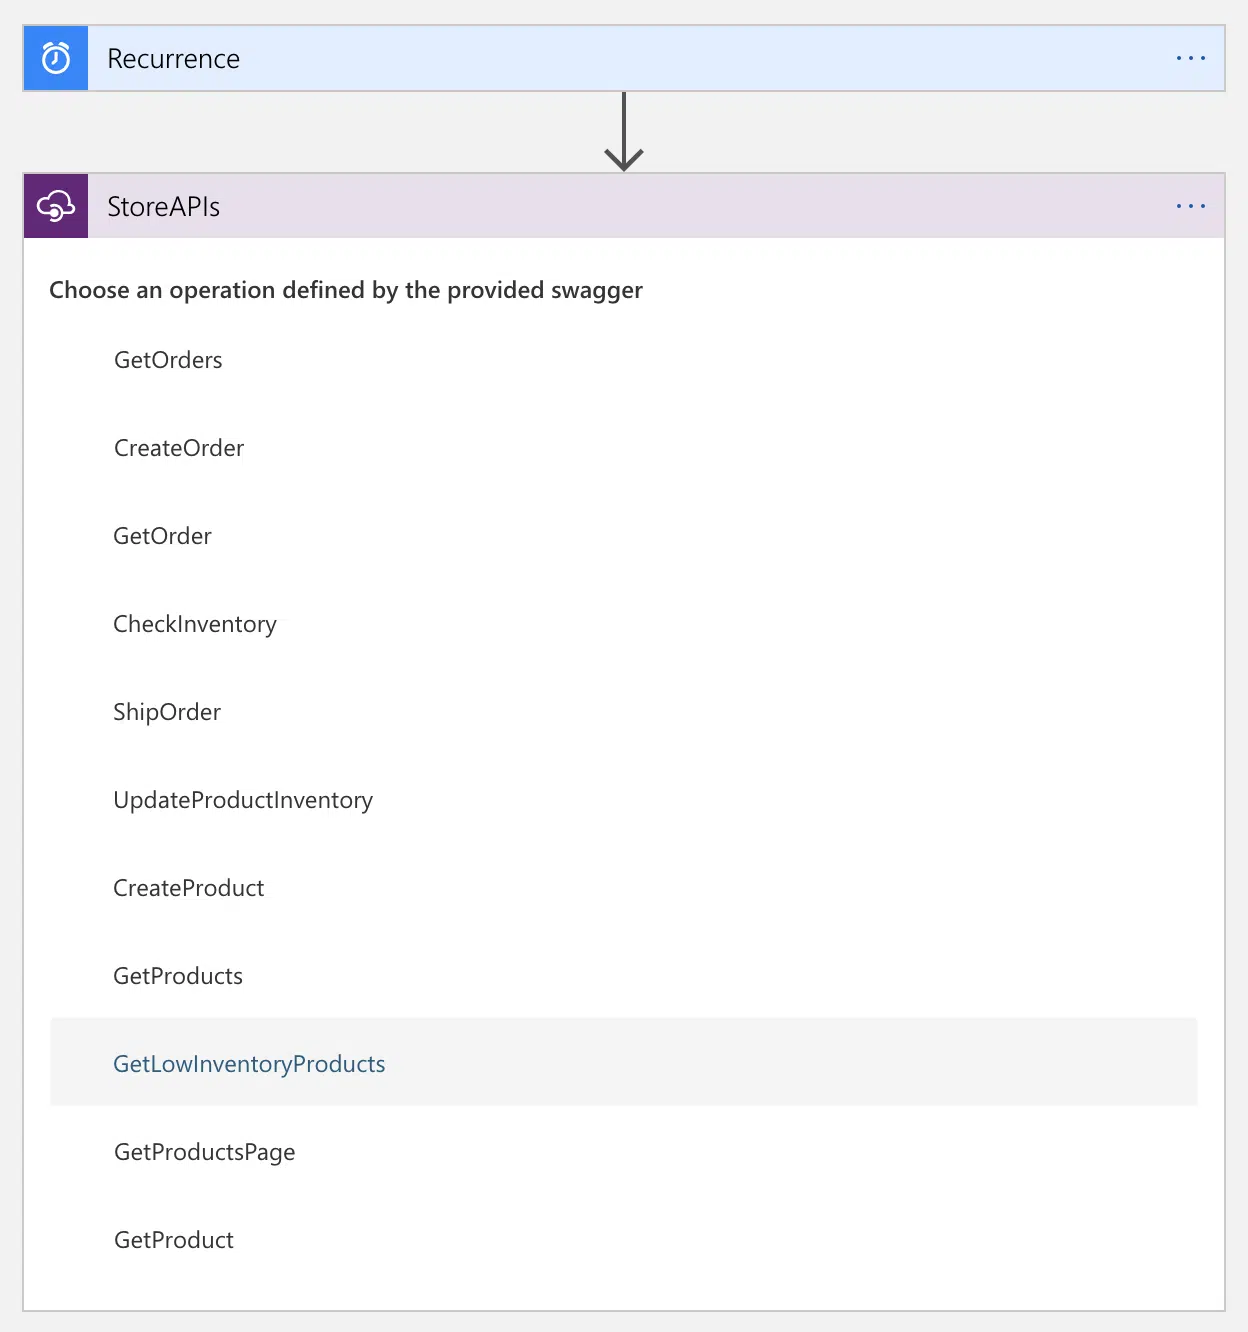 Recurrence
StoreAPIs
Choose an operation defined by the provided swagger
GetOrders
CreateOrder
GetOrder
CheckInventory
ShipOrder
UpdateProductInventory
CreateProduct
GetProducts
GetLowInventoryProducts
GetProductsPage
GetProduct